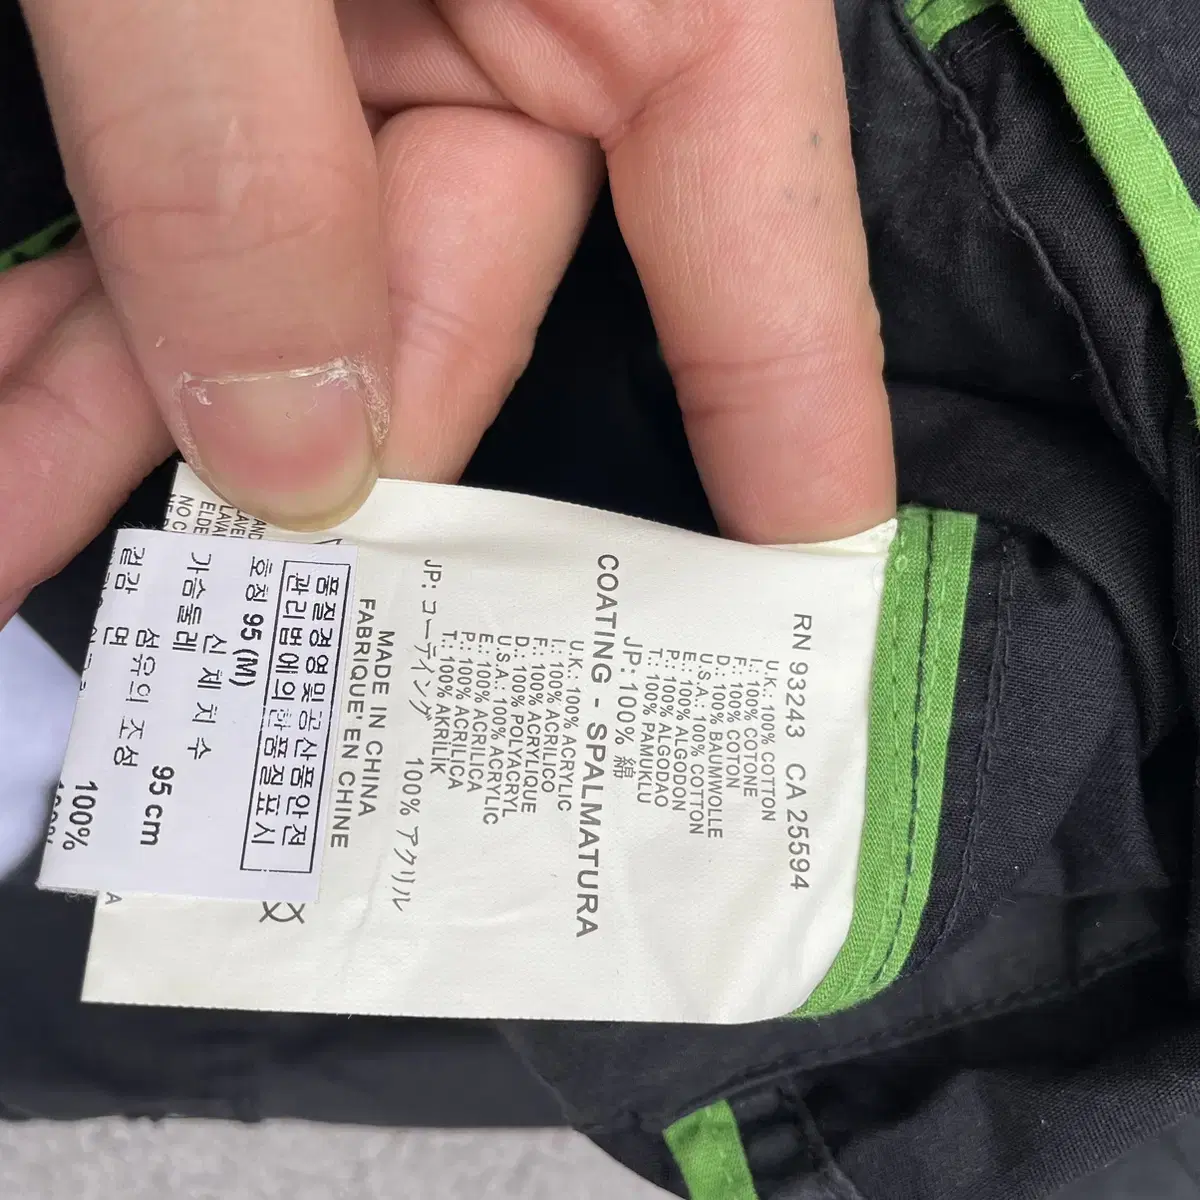 RN 93243 CA 25594
U.K.: 100% COTTON
I.: 100% COTONE
F.: 100% COTON
D.: 100% BAUMWOLLE
U.S.A.: 100% COTTON
E.: 100% ALGODON
P.: 100% ALGODAO
T.: 100% PAMUKLU
JP: 100% 綿
COATING - SPALMATURA
U.K.: 100% ACRYLIC
I.: 100% ACRILICO
F.: 100% ACRYLIQUE
D.: 100% POLYACRYL
U.S.A.: 100% ACRYLIC
E.: 100% ACRILICA
P.: 100% ACRILICA
T.: 100% AKRILIK
JP: コーティング 100% アクリル
MADE IN CHINA
FABRIQUE' EN CHINE
품질경영및공산품안전
관리법에의한품질표시
호칭 95 (M)
신체치수
가슴둘레 95 cm
섬유의 조성
겉감 면 100%
NO C